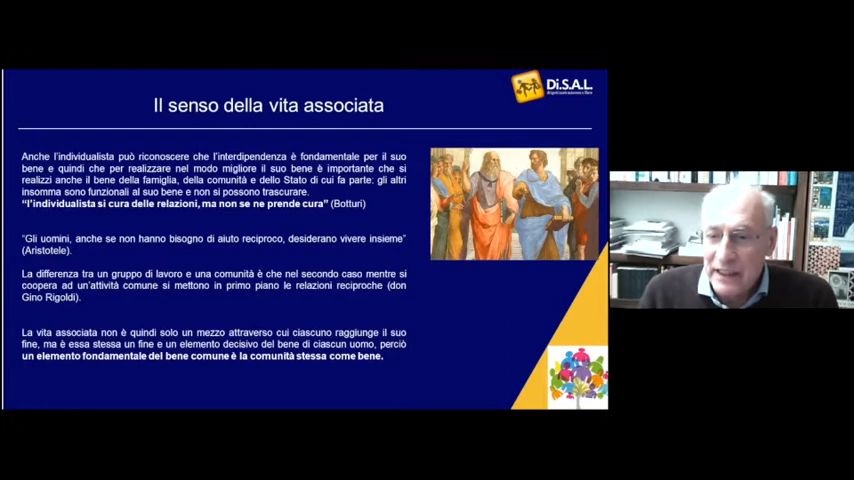 Di.S.A.L.
Il senso della vita associata
Anche l'individualista può riconoscere che l'interdipendenza è fondamentale per il suo
bene e quindi che per realizzare nel modo migliore il suo bene è importante che si
realizzi anche il bene della famiglia, della comunità e dello Stato di cui fa parte: gli altri
insomma sono funzionali al suo bene e non si possono trascurare.
"l'individualista si cura delle relazioni, ma non se ne prende cura" (Botturi)
"Gli uomini, anche se non hanno bisogno di aiuto reciproco, desiderano vivere insieme"
(Aristotele).
La differenza tra un gruppo di lavoro e una comunità è che nel secondo caso mentre si
coopera ad un'attività comune si mettono in primo piano le relazioni reciproche (don
Gino Rigoldi).
La vita associata non è quindi solo un mezzo attraverso cui ciascuno raggiunge il suo
fine, ma è essa stessa un fine e un elemento decisivo del bene di ciascun uomo, perciò
un elemento fondamentale del bene comune è la comunità stessa come bene.